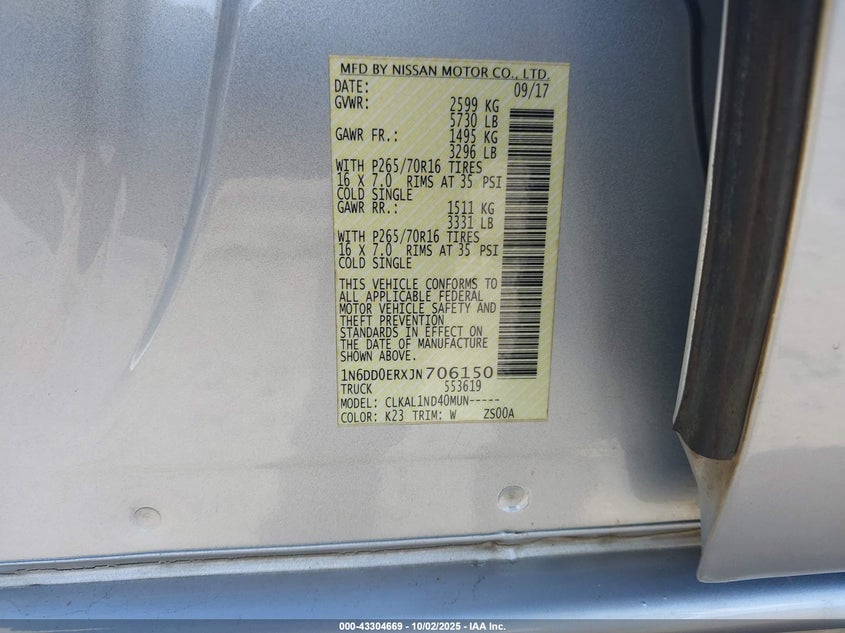 MFD BY NISSAN MOTOR CO., LTD.
DATE: 09/17
GVWR: 2599 KG
5730 LB
GAWR FR.: 1495 KG
3296 LB
WITH P265/70R16 TIRES
16 X 7.0 RIMS AT 35 PSI
COLD SINGLE
GAWR RR.: 1511 KG
3331 LB
WITH P265/70R16 TIRES
16 X 7.0 RIMS AT 35 PSI
COLD SINGLE
THIS VEHICLE CONFORMS TO
ALL APPLICABLE FEDERAL
MOTOR VEHICLE SAFETY AND
THEFT PREVENTION
STANDARDS IN EFFECT ON
THE DATE OF MANUFACTURE
SHOWN ABOVE.
1N6DD0ERXJN706150
TRUCK 553619
MODEL: CLKAL1ND40MUN-----
COLOR: K23 TRIM: W ZS00A
000-43304669 - 10/02/2025 - IAA Inc.